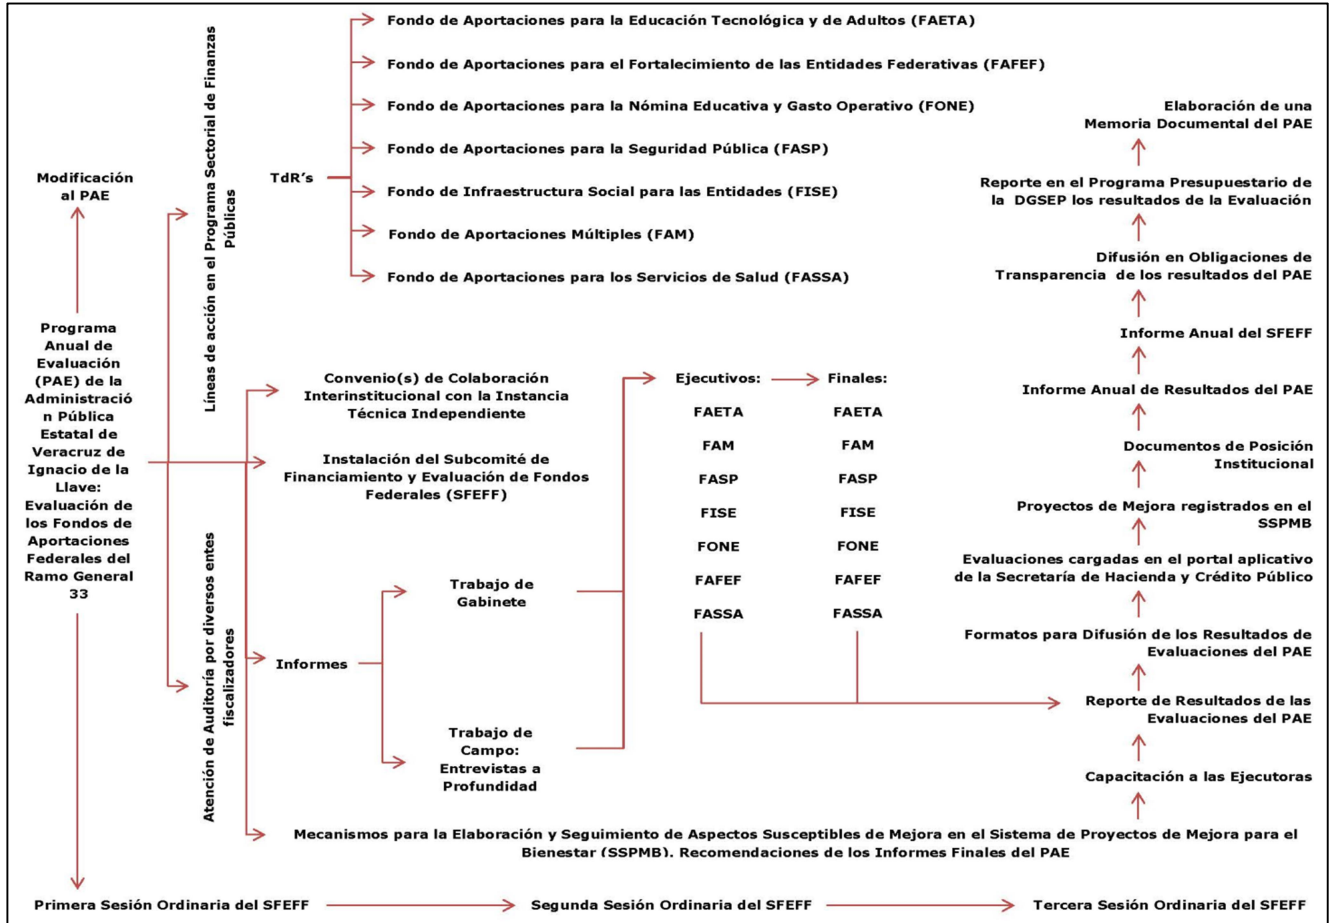 Modificación
al PAE
Programa
Anual de
Evaluación
(PAE) de la
Administració
n Pública
Estatal de
Veracruz de
Ignacio de la
Llave:
Evaluación de
los Fondos de
Aportaciones
Federales del
Ramo General
33
Líneas de acción en el Programa Sectorial de Finanzas
Públicas
Atención de Auditoría por diversos entes
fiscalizadores
TdR's
Fondo de Aportaciones para la Educación Tecnológica y de Adultos (FAETA)
Fondo de Aportaciones para el Fortalecimiento de las Entidades Federativas (FAFEF)
Fondo de Aportaciones para la Nómina Educativa y Gasto Operativo (FONE)
Fondo de Aportaciones para la Seguridad Pública (FASP)
Fondo de Infraestructura Social para las Entidades (FISE)
Fondo de Aportaciones Múltiples (FAM)
Fondo de Aportaciones para los Servicios de Salud (FASSA)
Convenio(s) de Colaboración
Interinstitucional con la Instancia
Técnica Independiente
Instalación del Subcomité de
Financiamiento y Evaluación de Fondos
Federales (SFEFF)
Informes
Trabajo de
Gabinete
Trabajo de
Campo:
Entrevistas a
Profundidad
Ejecutivos:
FAETA
FAM
FASP
FISE
FONE
FAFEF
FASSA
Finales:
FAETA
FAM
FASP
FISE
FONE
FAFEF
FASSA
Elaboración de una
Memoria Documental del PAE
Reporte en el Programa Presupuestario de
la DGSEP los resultados de la Evaluación
Difusión en Obligaciones de
Transparencia de los resultados del PAE
Informe Anual del SFEFF
Informe Anual de Resultados del PAE
Documentos de Posición
Institucional
Proyectos de Mejora registrados en el
SSPMB
Evaluaciones cargadas en el portal aplicativo
de la Secretaría de Hacienda y Crédito Público
Formatos para Difusión de los Resultados de
Evaluaciones del PAE
Reporte de Resultados de las
Evaluaciones del PAE
Capacitación a las Ejecutoras
Mecanismos para la Elaboración y Seguimiento de Aspectos Susceptibles de Mejora en el Sistema de Proyectos de Mejora para el
Bienestar (SSPMB). Recomendaciones de los Informes Finales del PAE
Primera Sesión Ordinaria del SFEFF
Segunda Sesión Ordinaria del SFEFF
Tercera Sesión Ordinaria del SFEFF